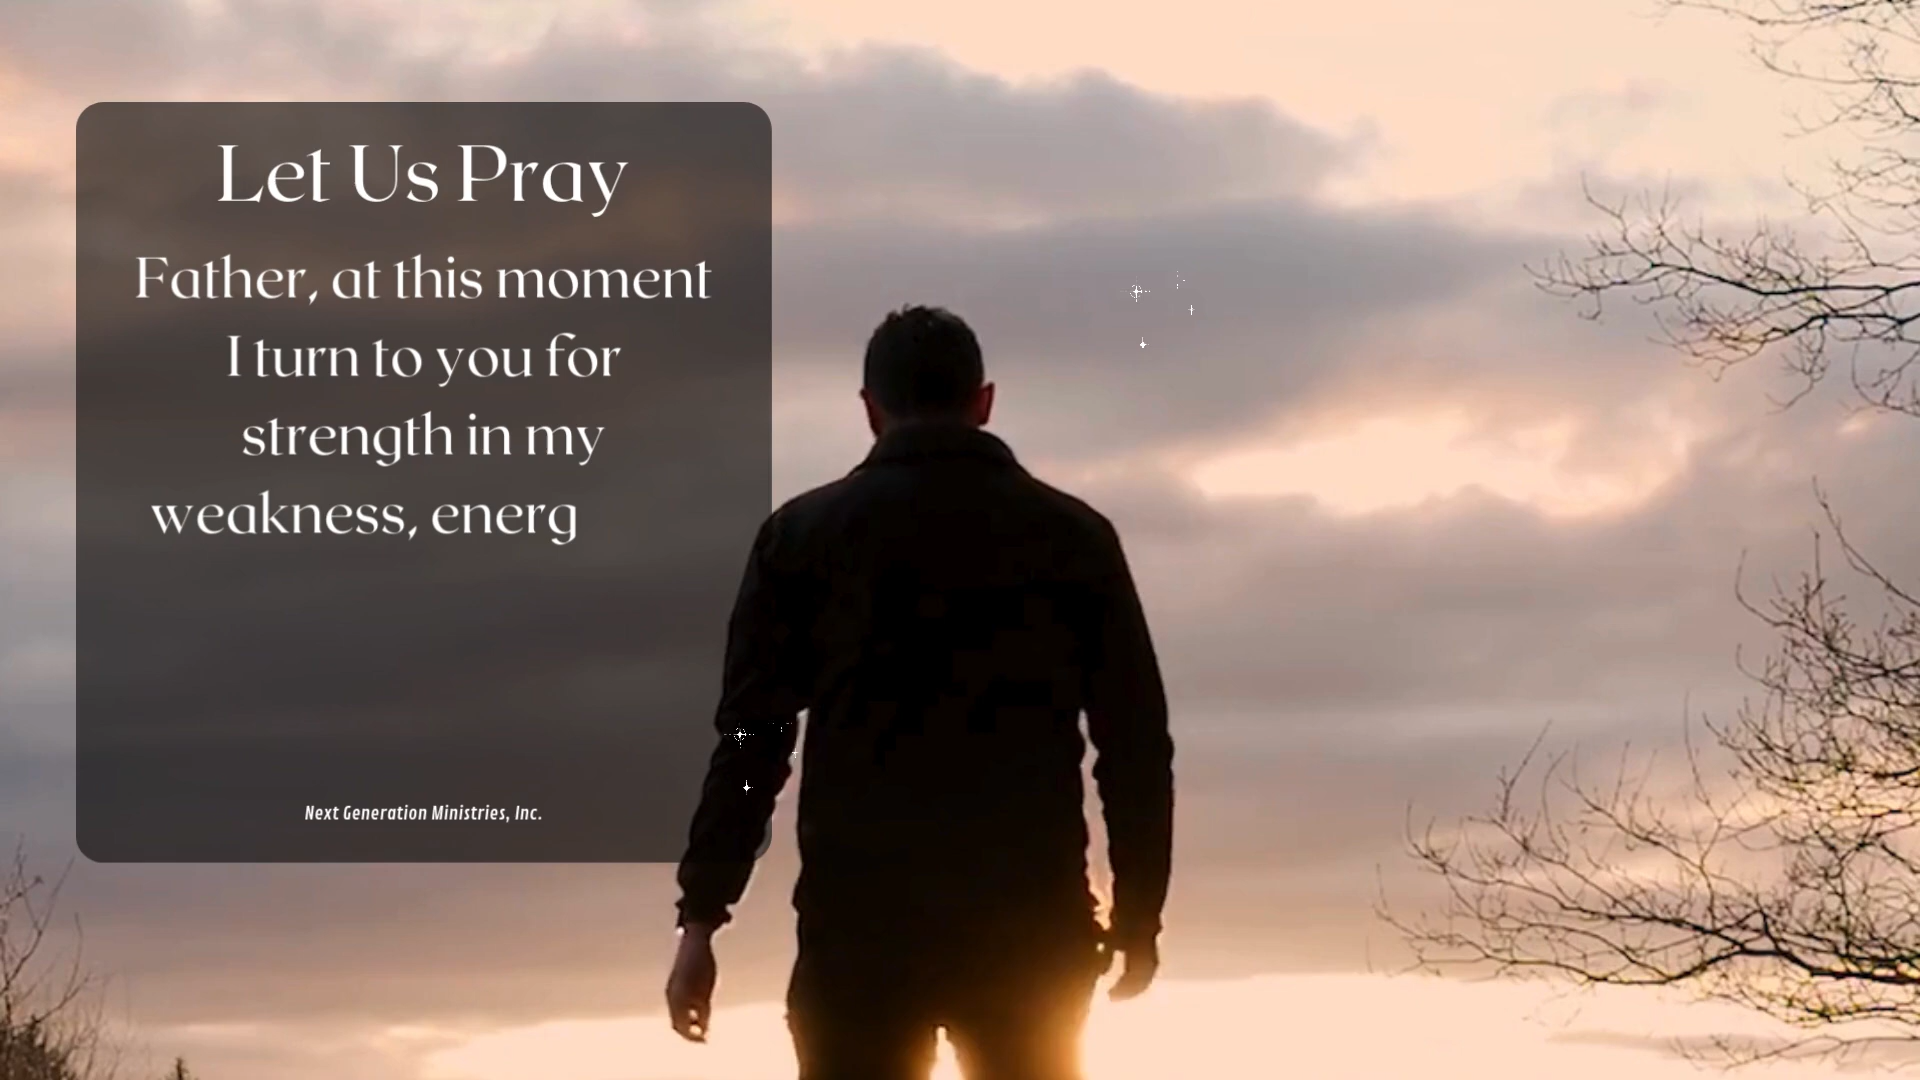 Let Us Pray
Father, at this moment
I turn to you for
strength in my
weakness, energ
Next Generation Ministries, Inc.